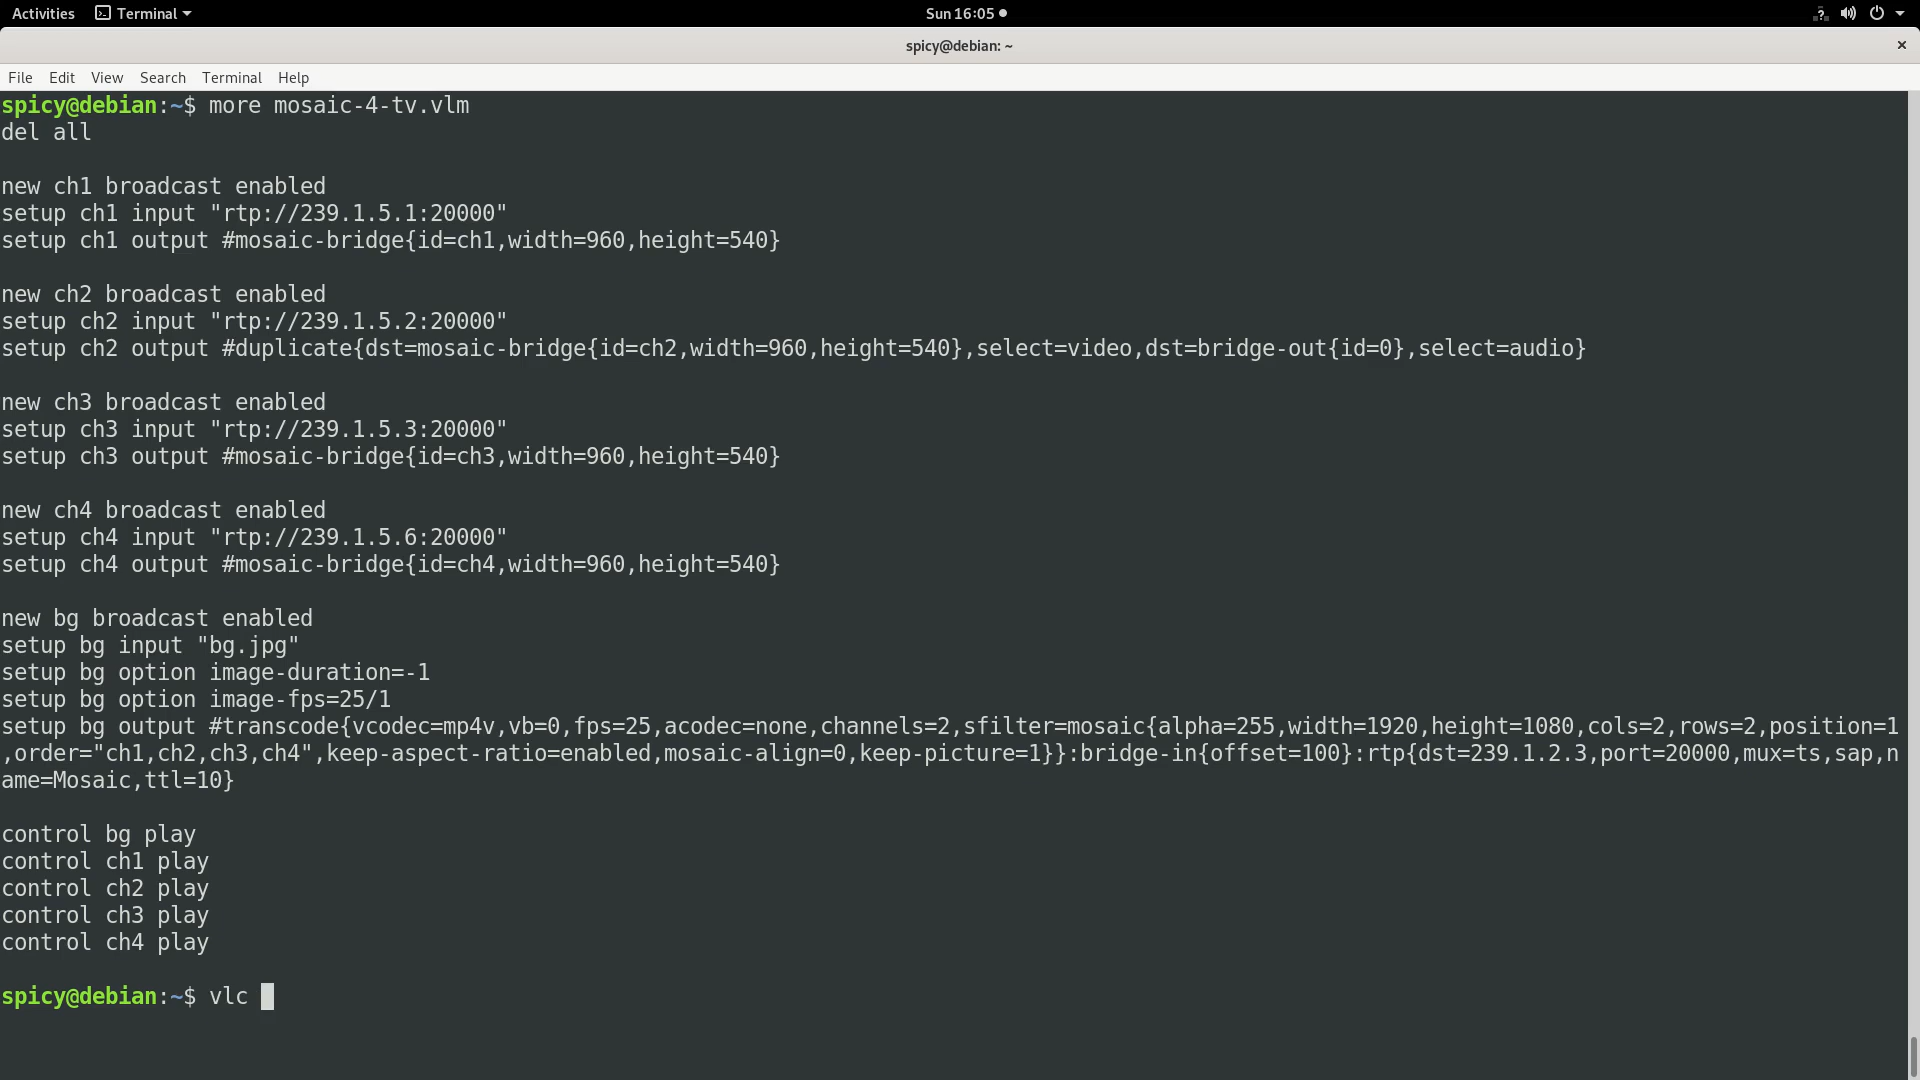 Activities Terminal Sun 16:05
spicy@debian: ~
File Edit View Search Terminal Help
spicy@debian:~$ more mosaic-4-tv.vlm
del all
new ch1 broadcast enabled
setup ch1 input "rtp://239.1.5.1:20000"
setup ch1 output #mosaic-bridge{id=ch1,width=960,height=540}
new ch2 broadcast enabled
setup ch2 input "rtp://239.1.5.2:20000"
setup ch2 output #duplicate{dst=mosaic-bridge{id=ch2,width=960,height=540},select=video,dst=bridge-out{id=0},select=audio}
new ch3 broadcast enabled
setup ch3 input "rtp://239.1.5.3:20000"
setup ch3 output #mosaic-bridge{id=ch3,width=960,height=540}
new ch4 broadcast enabled
setup ch4 input "rtp://239.1.5.6:20000"
setup ch4 output #mosaic-bridge{id=ch4,width=960,height=540}
new bg broadcast enabled
setup bg input "bg.jpg"
setup bg option image-duration=-1
setup bg option image-fps=25/1
setup bg output #transcode{vcodec=mp4v,vb=0,fps=25,acodec=none,channels=2,sfilter=mosaic{alpha=255,width=1920,height=1080,cols=2,rows=2,position=1
,order="ch1,ch2,ch3,ch4",keep-aspect-ratio=enabled,mosaic-align=0,keep-picture=1}}:bridge-in{offset=100}:rtp{dst=239.1.2.3,port=20000,mux=ts,sap,n
ame=Mosaic,ttl=10}
control bg play
control ch1 play
control ch2 play
control ch3 play
control ch4 play
spicy@debian:~$ vlc